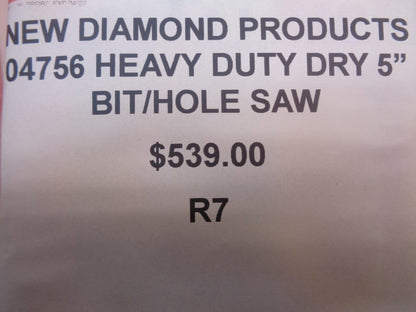 NEW DIAMOND PRODUCTS
04756 HEAVY DUTY DRY 5”
BIT/HOLE SAW
$539.00
R7